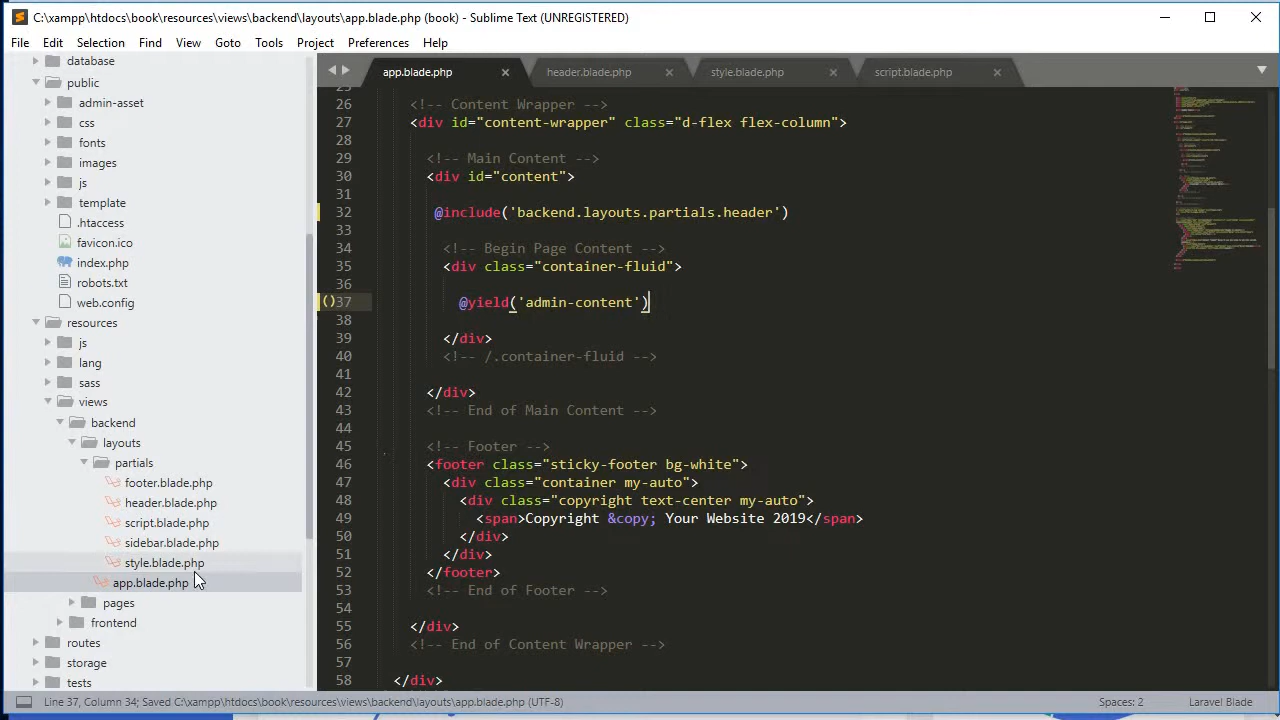 C:\xampp\htdocs\book\resources\views\backend\layouts\app.blade.php (book) - Sublime Text (UNREGISTERED)
File Edit Selection Find View Goto Tools Project Preferences Help
database
public
admin-asset
css
fonts
images
js
template
.htaccess
favicon.ico
index.php
robots.txt
web.config
resources
js
lang
sass
views
backend
layouts
partials
footer.blade.php
header.blade.php
script.blade.php
sidebar.blade.php
style.blade.php
app.blade.php
pages
frontend
routes
storage
tests
app.blade.php header.blade.php style.blade.php script.blade.php
25
26 <!-- Content Wrapper -->
27 <div id="content-wrapper" class="d-flex flex-column">
28
29 <!-- Main Content -->
30 <div id="content">
31
32 @include('backend.layouts.partials.header')
33
34 <!-- Begin Page Content -->
35 <div class="container-fluid">
36
37 @yield('admin-content')
38
39 </div>
40 <!-- /.container-fluid -->
41
42 </div>
43 <!-- End of Main Content -->
44
45 <!-- Footer -->
46 <footer class="sticky-footer bg-white">
47 <div class="container my-auto">
48 <div class="copyright text-center my-auto">
49 <span>Copyright &copy; Your Website 2019</span>
50 </div>
51 </div>
52 </footer>
53 <!-- End of Footer -->
54
55 </div>
56 <!-- End of Content Wrapper -->
57
58 </div>
Line 37, Column 34; Saved C:\xampp\htdocs\book\resources\views\backend\layouts\app.blade.php (UTF-8) Spaces: 2 Laravel Blade